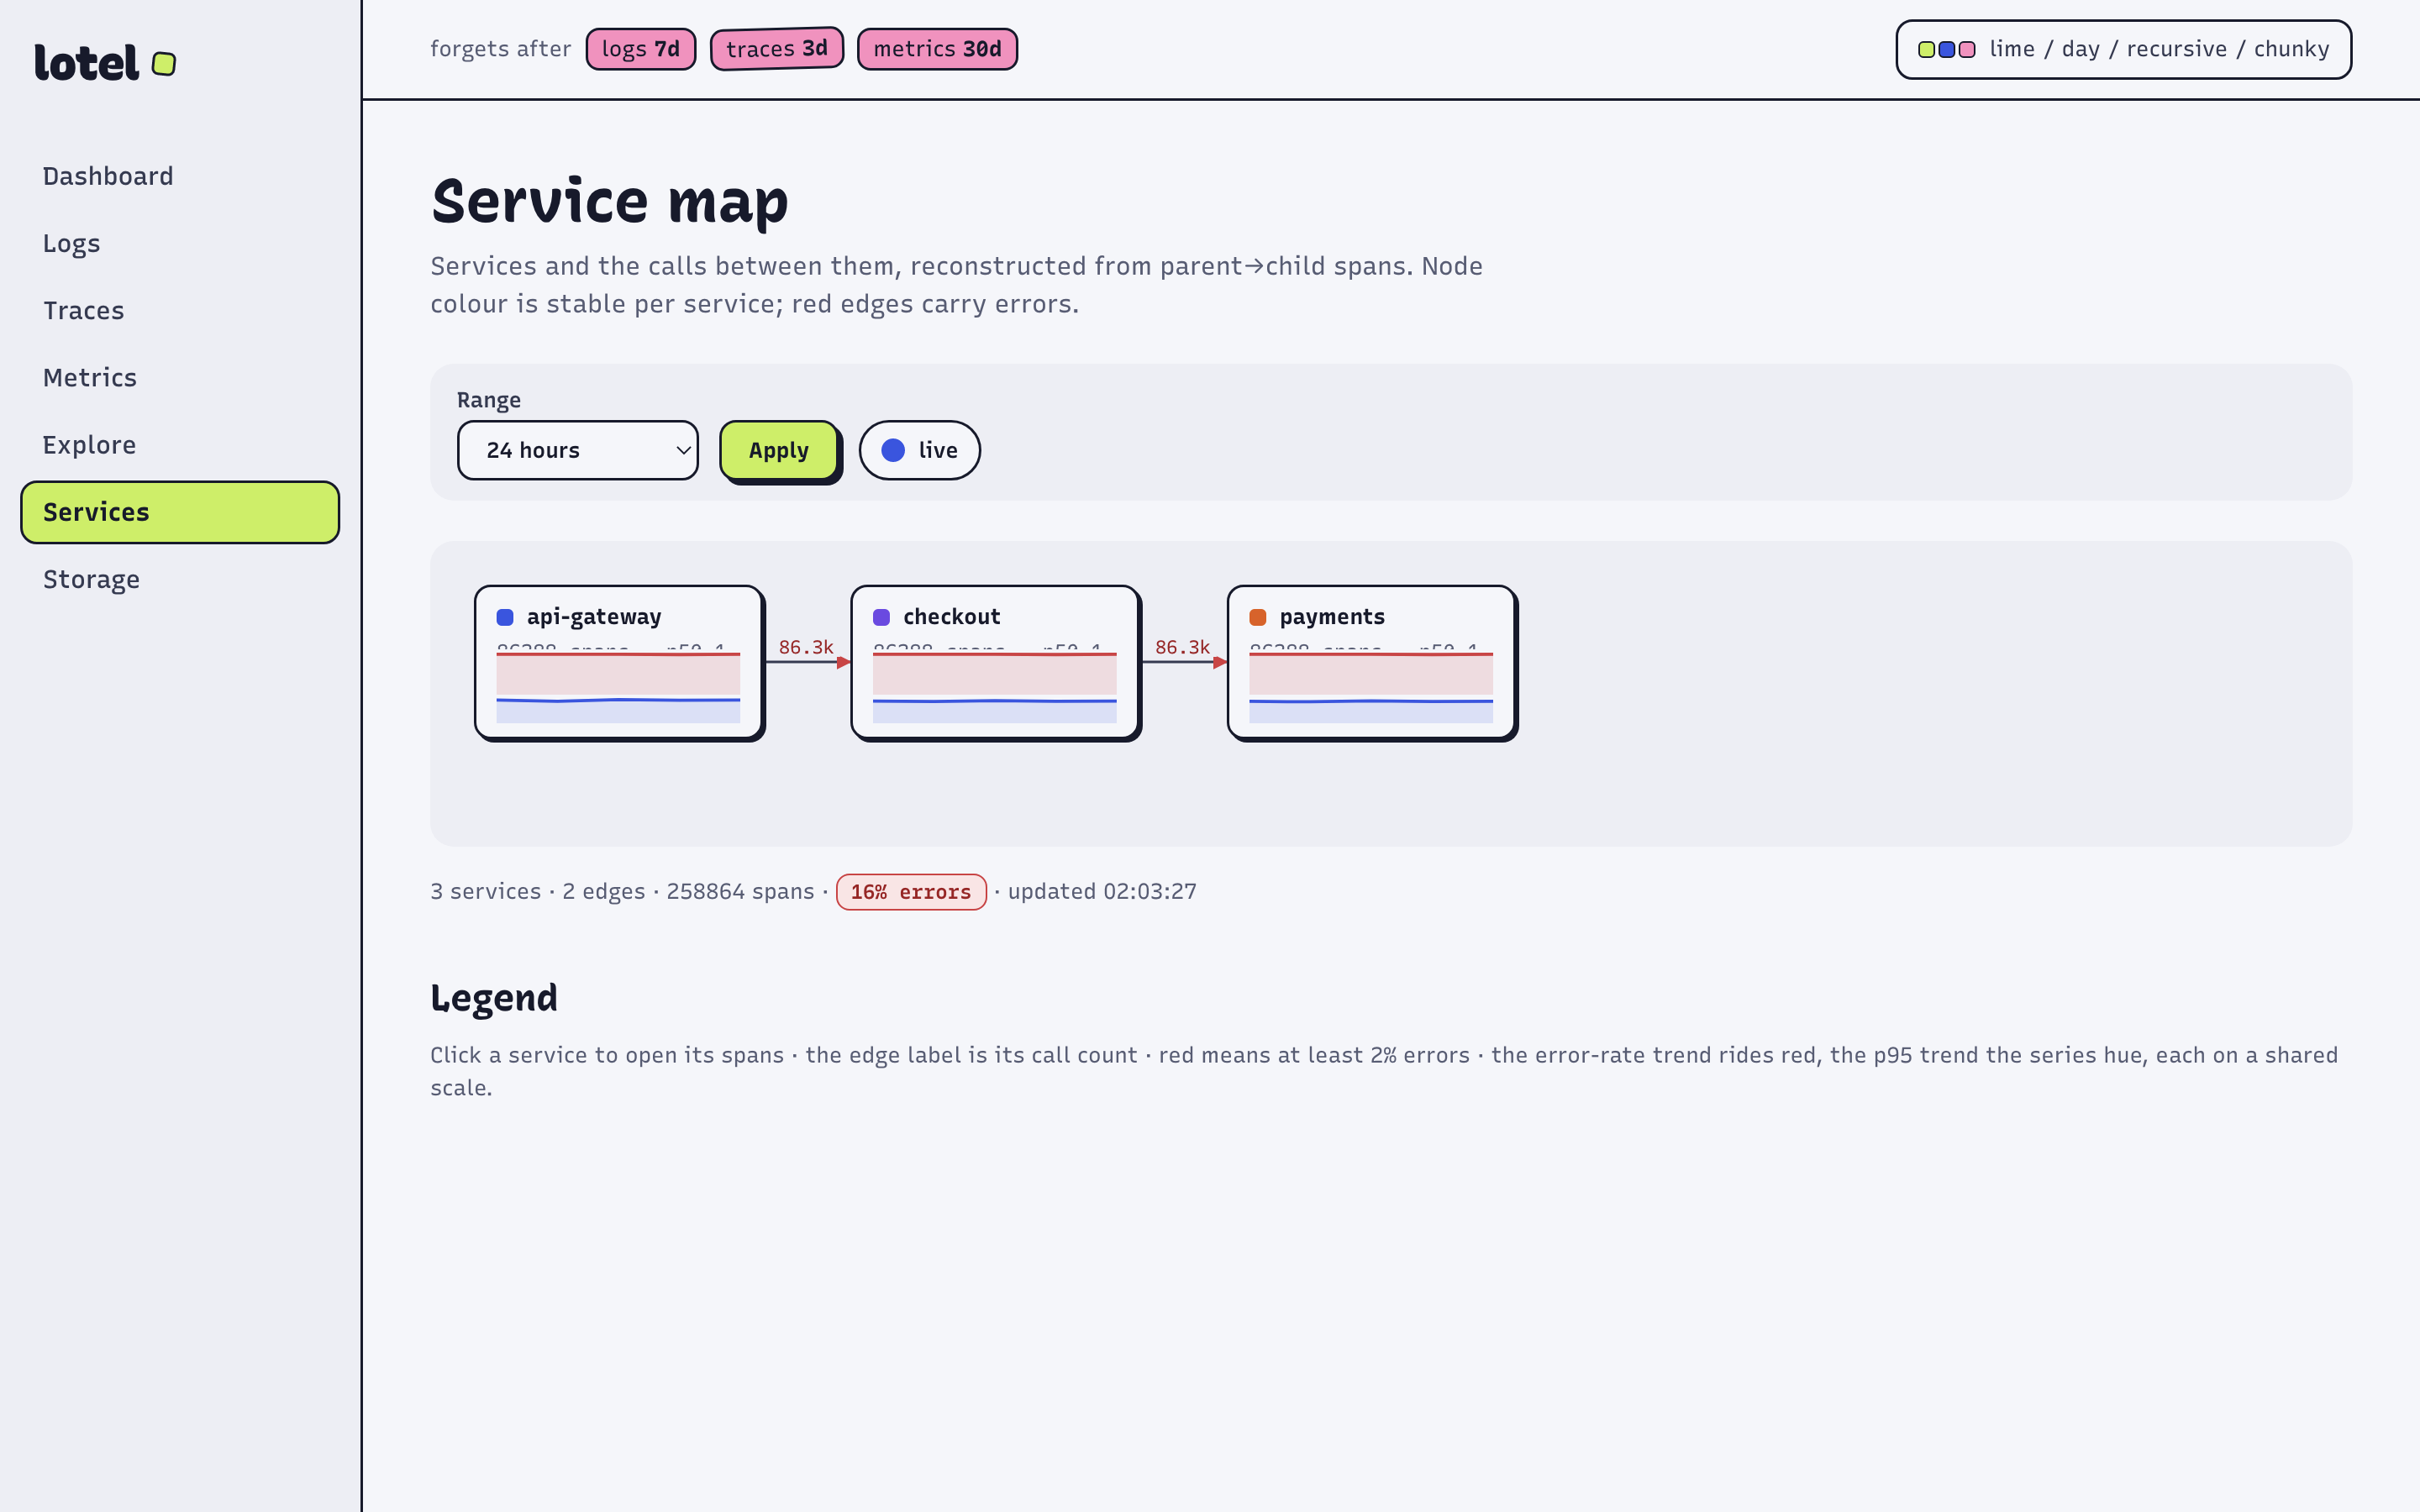 lotel
forgets after logs 7d traces 3d metrics 30d
lime / day / recursive / chunky
Dashboard
Logs
Traces
Metrics
Explore
Services
Storage
Service map
Services and the calls between them, reconstructed from parent→child spans. Node
colour is stable per service; red edges carry errors.
Range
24 hours
Apply
live
api-gateway
86.3k
checkout
86.3k
payments
3 services · 2 edges · 258864 spans · 16% errors · updated 02:03:27
Legend
Click a service to open its spans · the edge label is its call count · red means at least 2% errors · the error-rate trend rides red, the p95 trend the series hue, each on a shared
scale.